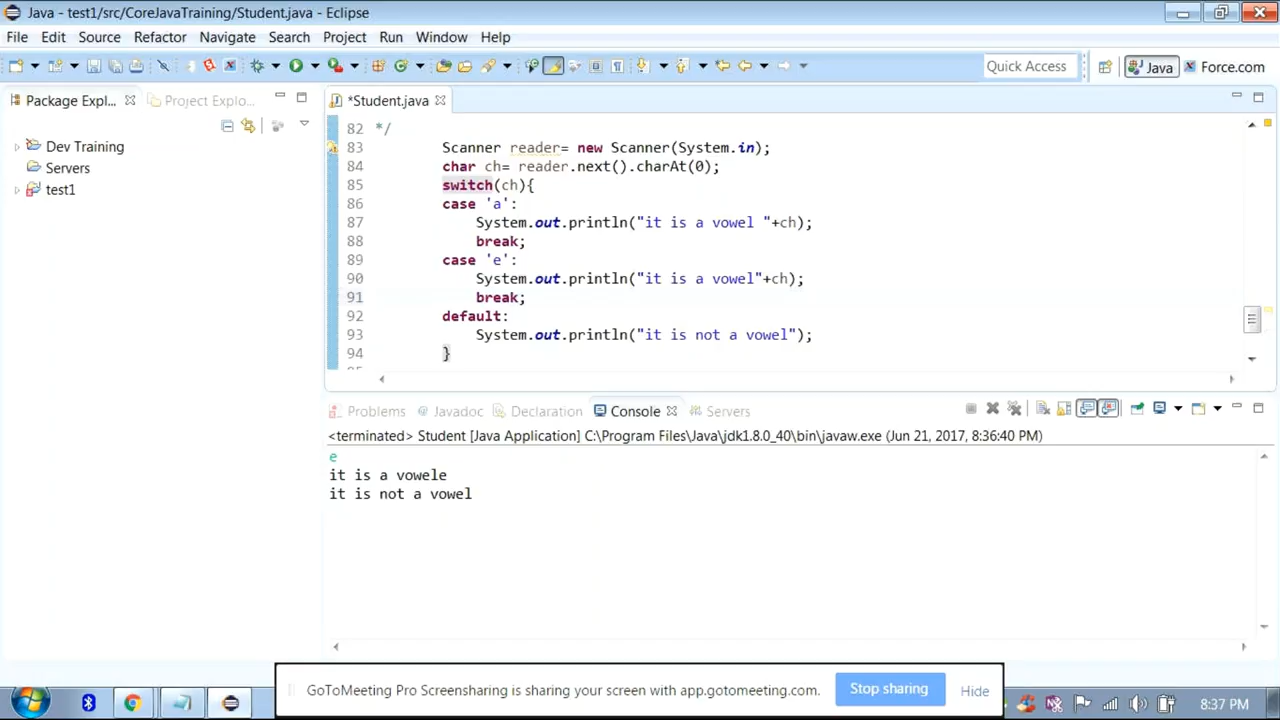 Java - test1/src/CoreJavaTraining/Student.java - Eclipse
File Edit Source Refactor Navigate Search Project Run Window Help
Quick Access Java Force.com
Package Expl... Project Explo... *Student.java
Dev Training
Servers
test1
82 */
83 Scanner reader= new Scanner(System.in);
84 char ch= reader.next().charAt(0);
85 switch(ch){
86 case 'a':
87 System.out.println("it is a vowel "+ch);
88 break;
89 case 'e':
90 System.out.println("it is a vowel"+ch);
91 break;
92 default:
93 System.out.println("it is not a vowel");
94 }
Problems @ Javadoc Declaration Console Servers
<terminated> Student [Java Application] C:\Program Files\Java\jdk1.8.0_40\bin\javaw.exe (Jun 21, 2017, 8:36:40 PM)
e
it is a vowele
it is not a vowel
GoToMeeting Pro Screensharing is sharing your screen with app.gotomeeting.com. Stop sharing Hide
8:37 PM